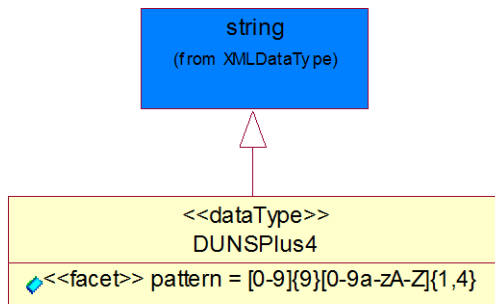 string
(from XMLDataType)
<<dataType>>
DUNSPlus4
<<facet>> pattern = [0-9]{9}[0-9a-zA-Z]{1,4}